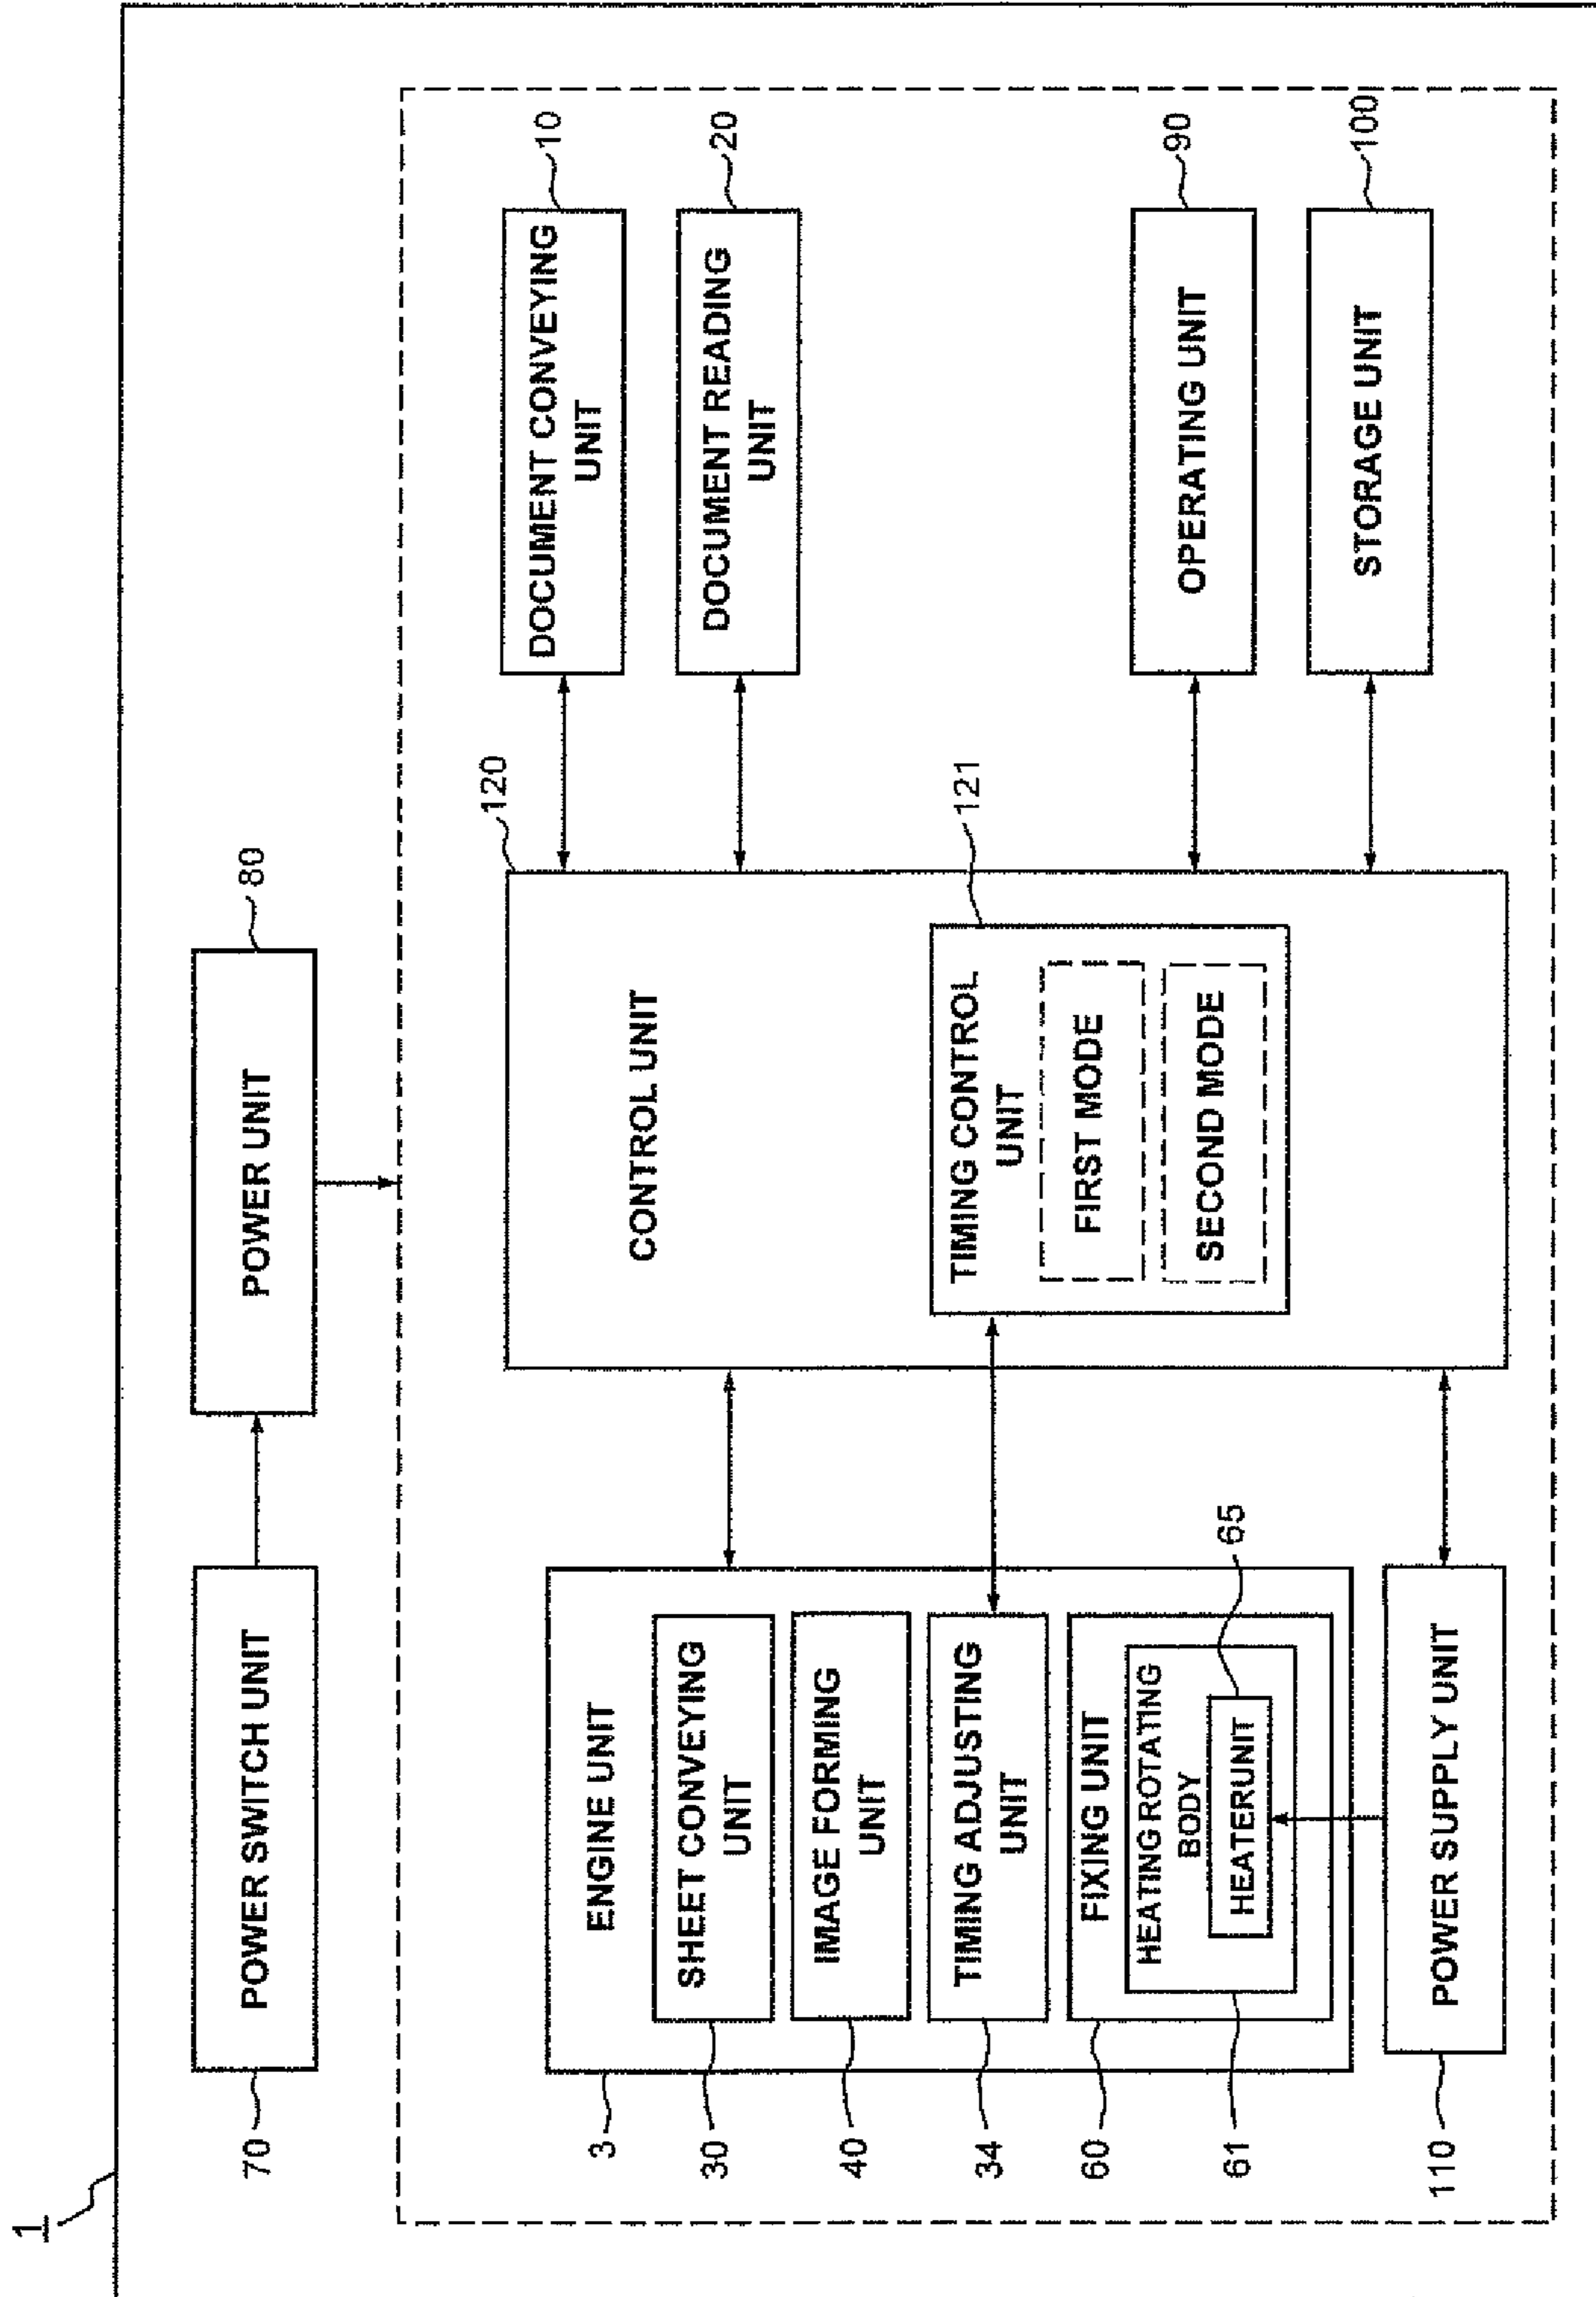 1
70
POWER SWITCH UNIT
POWER UNIT
80
3
ENGINE UNIT
30
SHEET CONVEYING
UNIT
40
IMAGE FORMING
UNIT
34
TIMING ADJUSTING
UNIT
60
FIXING UNIT
61
HEATING ROTATING
BODY
HEATERUNIT
65
110
POWER SUPPLY UNIT
120
CONTROL UNIT
121
TIMING CONTROL
UNIT
FIRST MODE
SECOND MODE
10
DOCUMENT CONVEYING
UNIT
20
DOCUMENT READING
UNIT
90
OPERATING UNIT
100
STORAGE UNIT